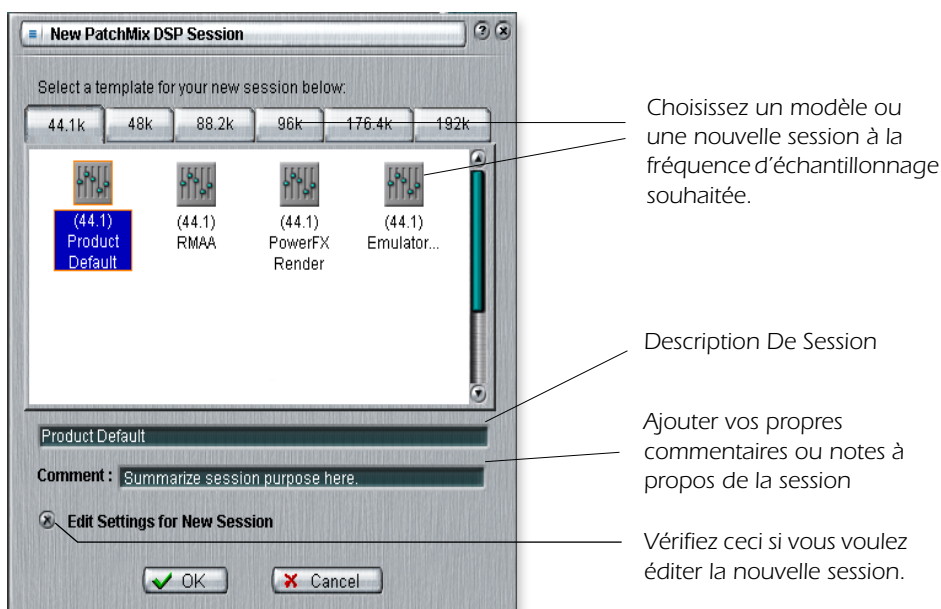 New PatchMix DSP Session
Select a template for your new session below:
44.1k 48k 88.2k 96k 176.4k 192k
(44.1)
Product
Default
(44.1)
RMAA
(44.1)
PowerFX
Render
(44.1)
Emulator...
Product Default
Comment : Summarize session purpose here.
Edit Settings for New Session
OK Cancel
Choisissez un modèle ou
une nouvelle session à la
fréquence d'échantillonnage
souhaitée.
Description De Session
Ajouter vos propres
commentaires ou notes à
propos de la session
Vérifiez ceci si vous voulez
éditer la nouvelle session.